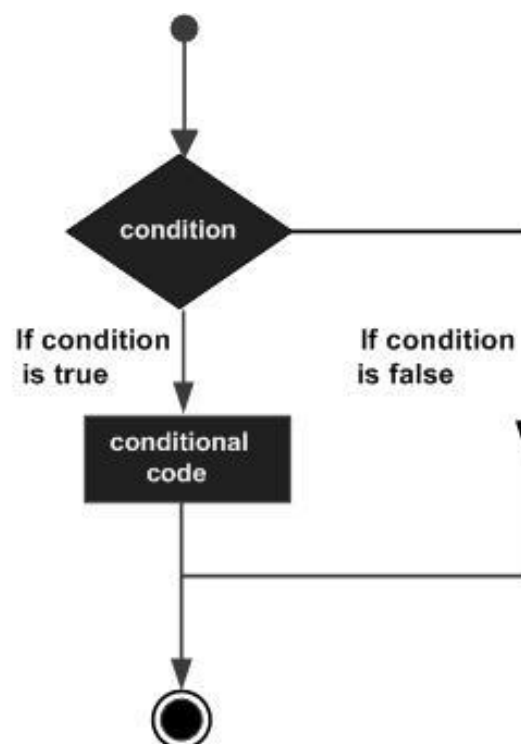 condition
If condition
is true
If condition
is false
conditional
code